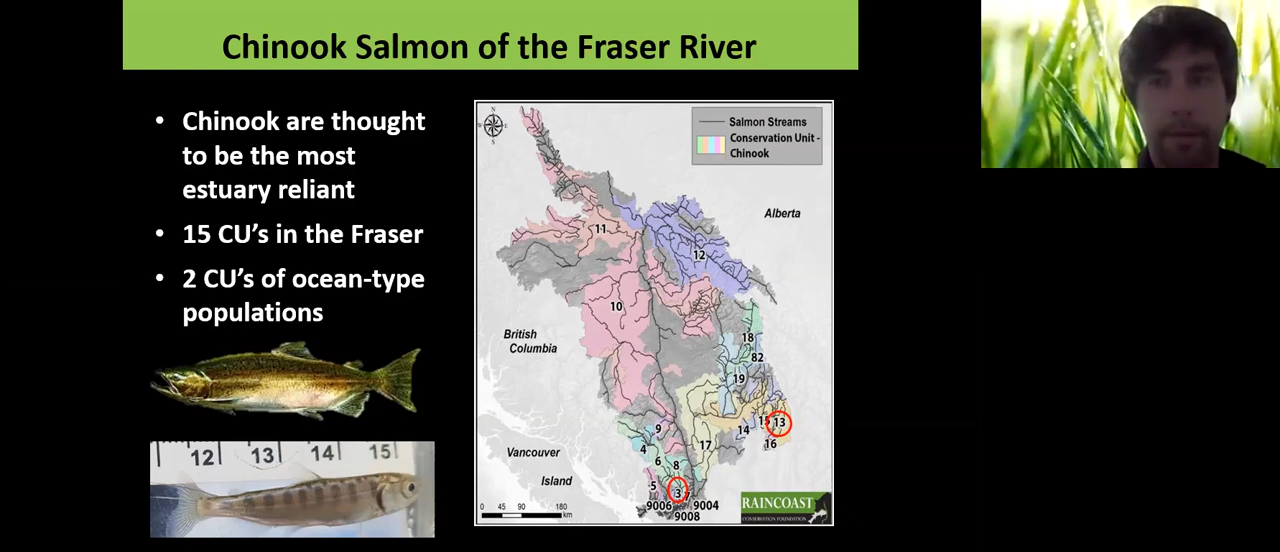 Chinook Salmon of the Fraser River
• Chinook are thought
to be the most
estuary reliant
• 15 CU's in the Fraser
• 2 CU's of ocean-type
populations
12 13 14 15
N
W E
S
Salmon Streams
Conservation Unit -
Chinook
Alberta
11
12
10
British
Columbia
18
82
19
15 13
14
16
9
4
17
6
8
Vancouver
Island
5
3
9006 9004
9008
0 45 90 180
km
RAINCOAST
CONSERVATION FOUNDATION